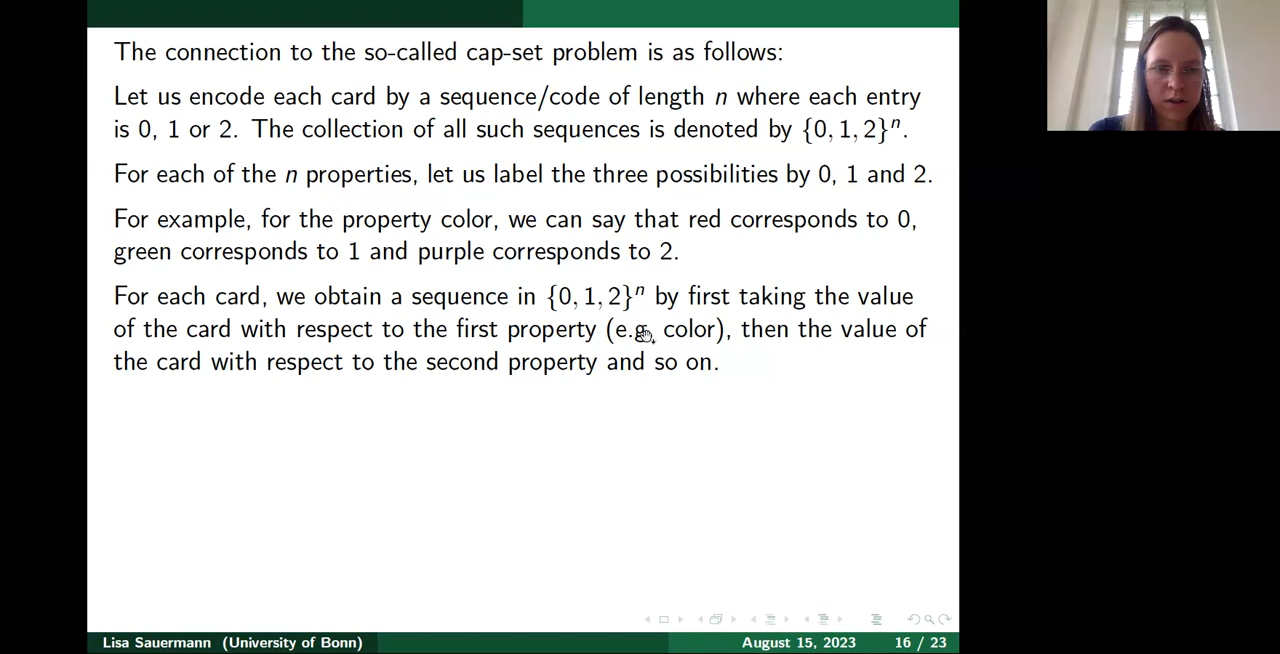 The connection to the so-called cap-set problem is as follows:
Let us encode each card by a sequence/code of length n where each entry
is 0, 1 or 2. The collection of all such sequences is denoted by {0, 1, 2}ⁿ.
For each of the n properties, let us label the three possibilities by 0, 1 and 2.
For example, for the property color, we can say that red corresponds to 0,
green corresponds to 1 and purple corresponds to 2.
For each card, we obtain a sequence in {0, 1, 2}ⁿ by first taking the value
of the card with respect to the first property (e.g. color), then the value of
the card with respect to the second property and so on.
Lisa Sauermann (University of Bonn) August 15, 2023 16 / 23